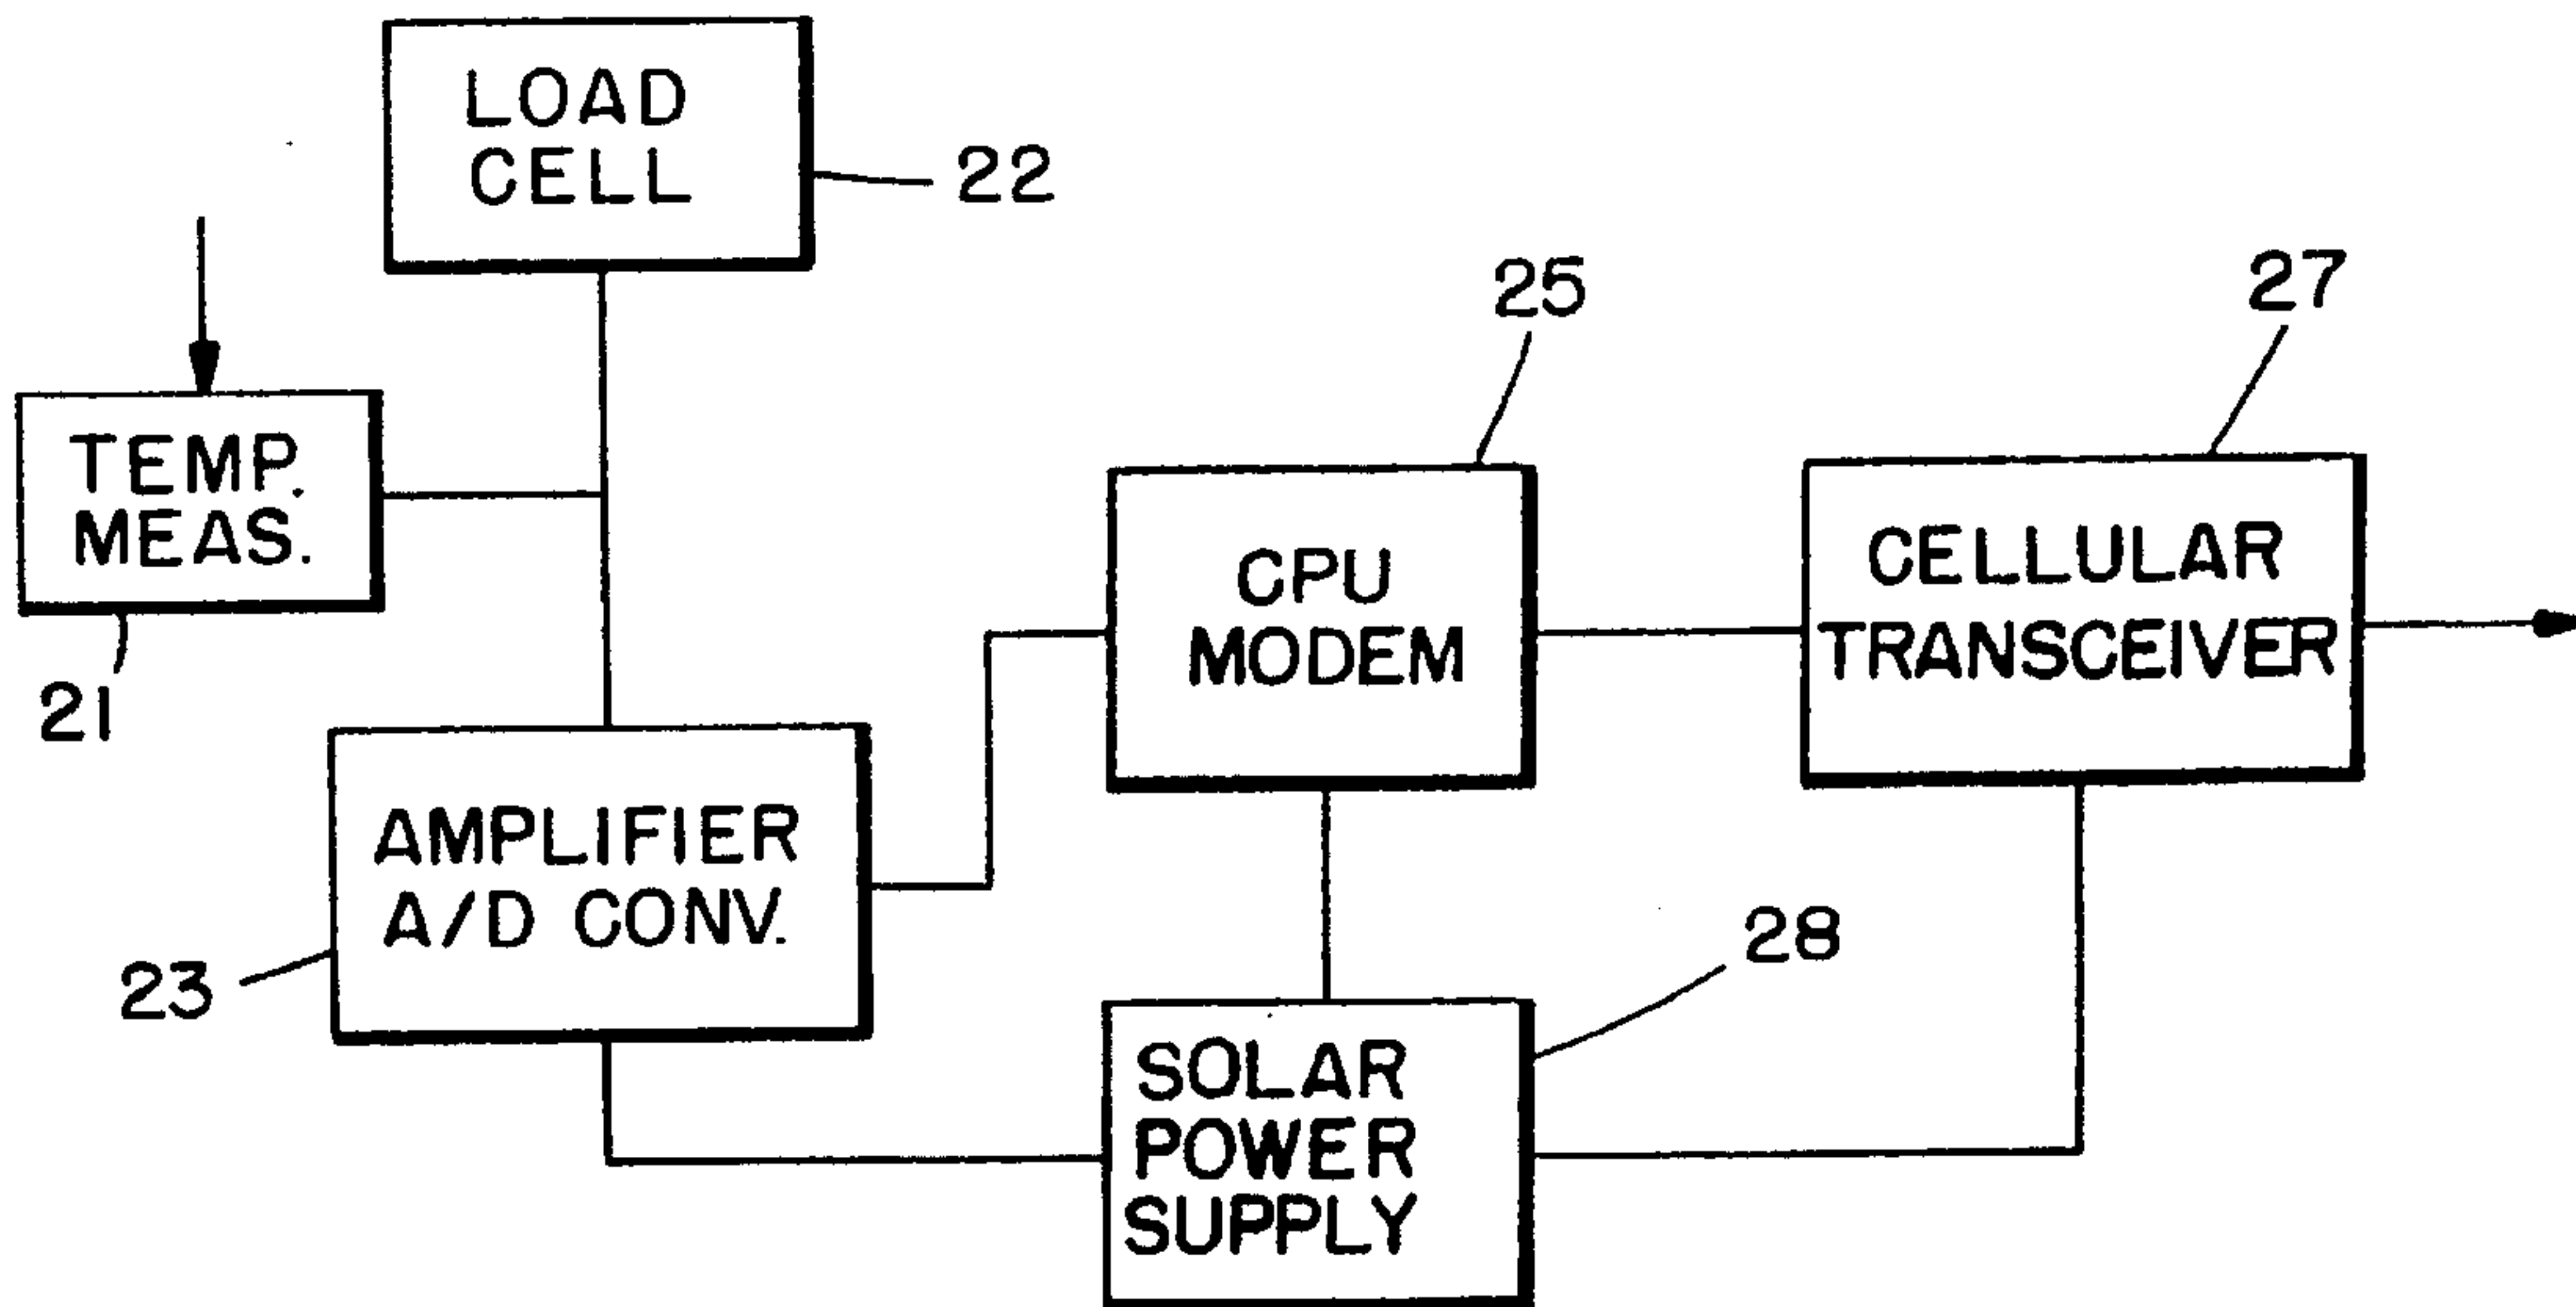 LOAD
CELL
22
TEMP.
MEAS.
21
25
27
CPU
MODEM
CELLULAR
TRANSCEIVER
AMPLIFIER
A/D CONV.
23
28
SOLAR
POWER
SUPPLY